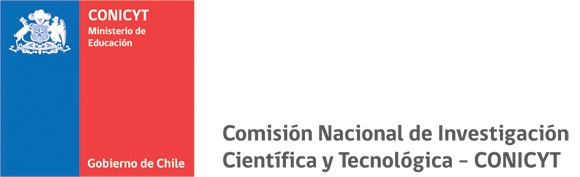 CONICYT
Ministerio de
Educación
Gobierno de Chile
Comisión Nacional de Investigación
Científica y Tecnológica - CONICYT